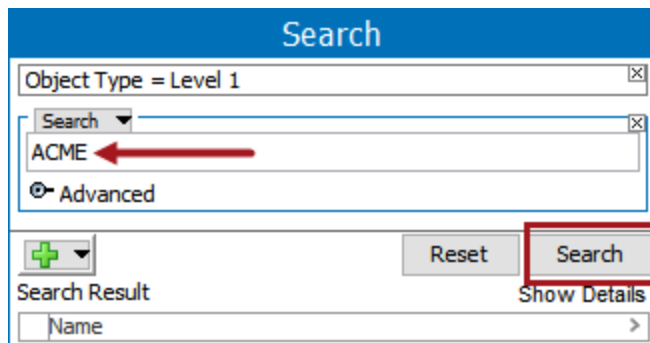 Search
Object Type = Level 1
Search
ACME
Advanced
Reset Search
Search Result Show Details
Name